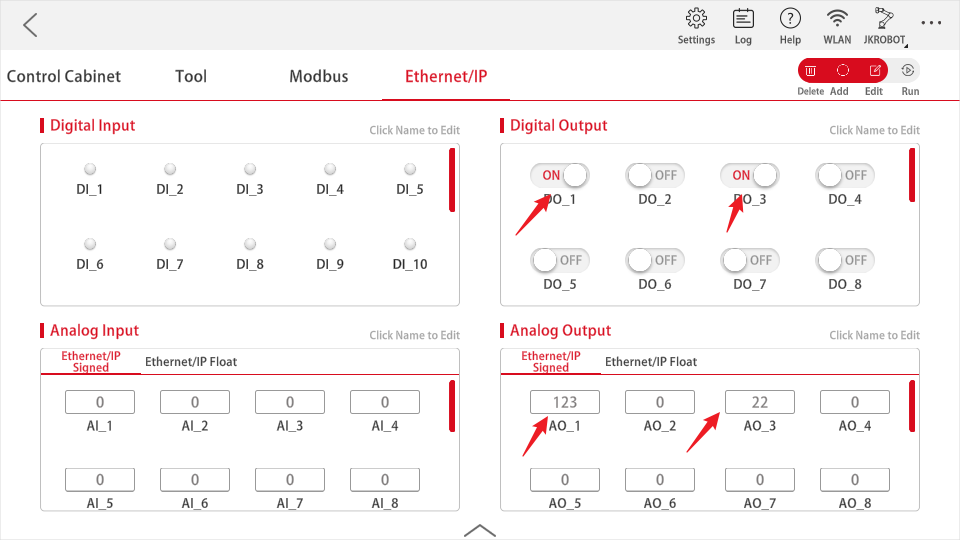 Settings Log Help WLAN JKROBOT
Control Cabinet Tool Modbus Ethernet/IP
Delete Add Edit Run
Digital Input Click Name to Edit
DI_1 DI_2 DI_3 DI_4 DI_5
DI_6 DI_7 DI_8 DI_9 DI_10
Digital Output Click Name to Edit
ON OFF ON OFF
DO_1 DO_2 DO_3 DO_4
OFF OFF OFF OFF
DO_5 DO_6 DO_7 DO_8
Analog Input Click Name to Edit
Ethernet/IP
Signed
Ethernet/IP Float
0 0 0 0
AI_1 AI_2 AI_3 AI_4
0 0 0 0
AI_5 AI_6 AI_7 AI_8
Analog Output Click Name to Edit
Ethernet/IP
Signed
Ethernet/IP Float
123 0 22 0
AO_1 AO_2 AO_3 AO_4
0 0 0 0
AO_5 AO_6 AO_7 AO_8